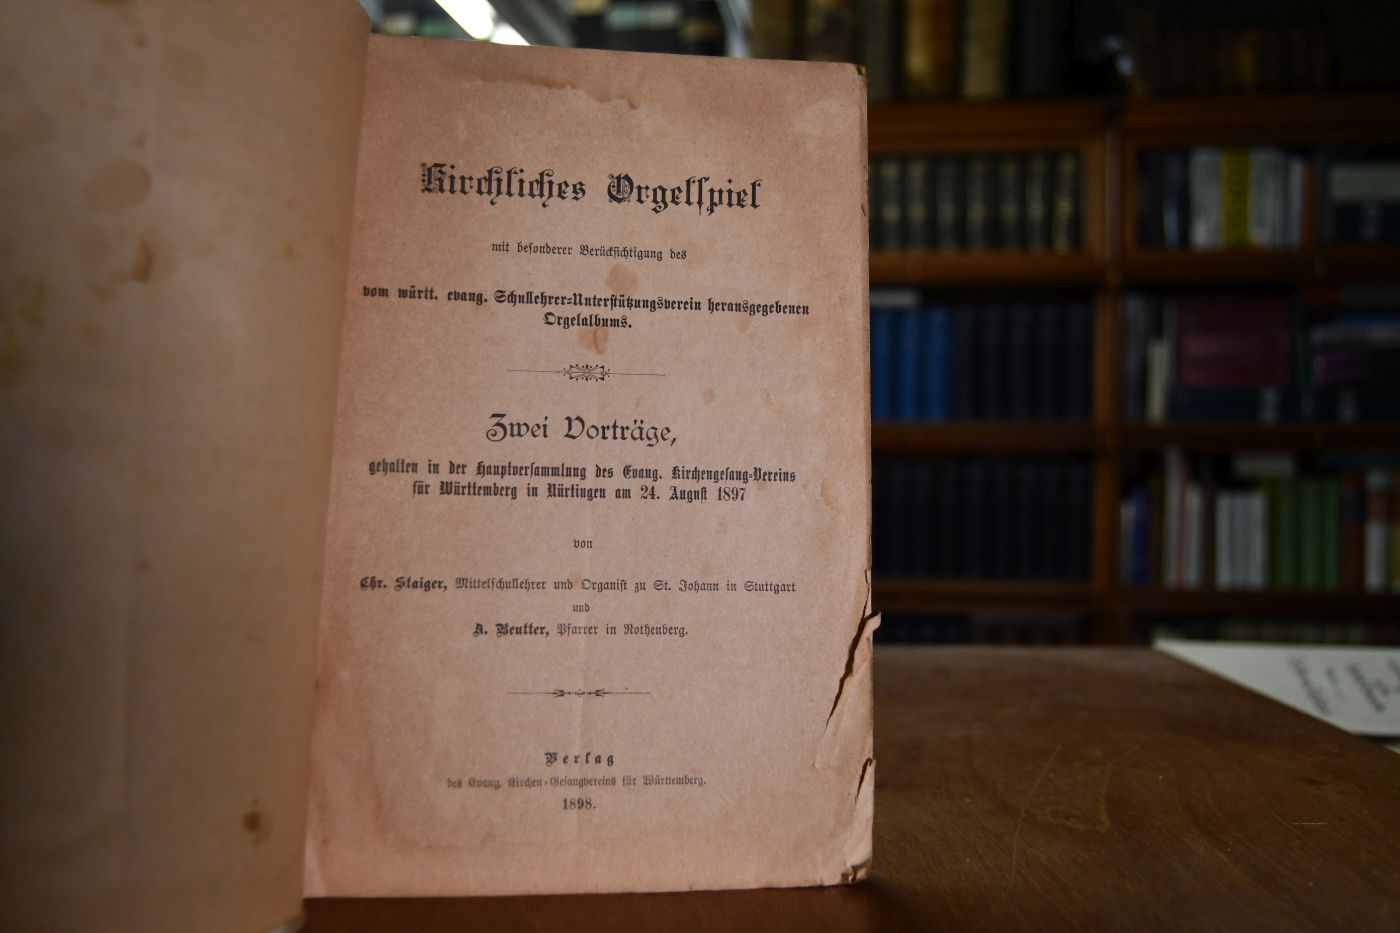 Kirchliches Orgelspiel
mit besonderer Berücksichtigung des
vom württ. evang. Schullehrer-Unterstützungsverein herausgegebenen
Orgelalbums.
Zwei Vorträge,
gehalten in der Hauptversammlung des Evang. Kirchengesang-Vereins
für Württemberg in Nürtingen am 24. August 1897
von
Chr. Staiger, Mittelschullehrer und Organist zu St. Johann in Stuttgart
und
A. Beutter, Pfarrer in Rothenberg.
Verlag
des Evang. Kirchen-Gesangvereins für Württemberg.
1898.